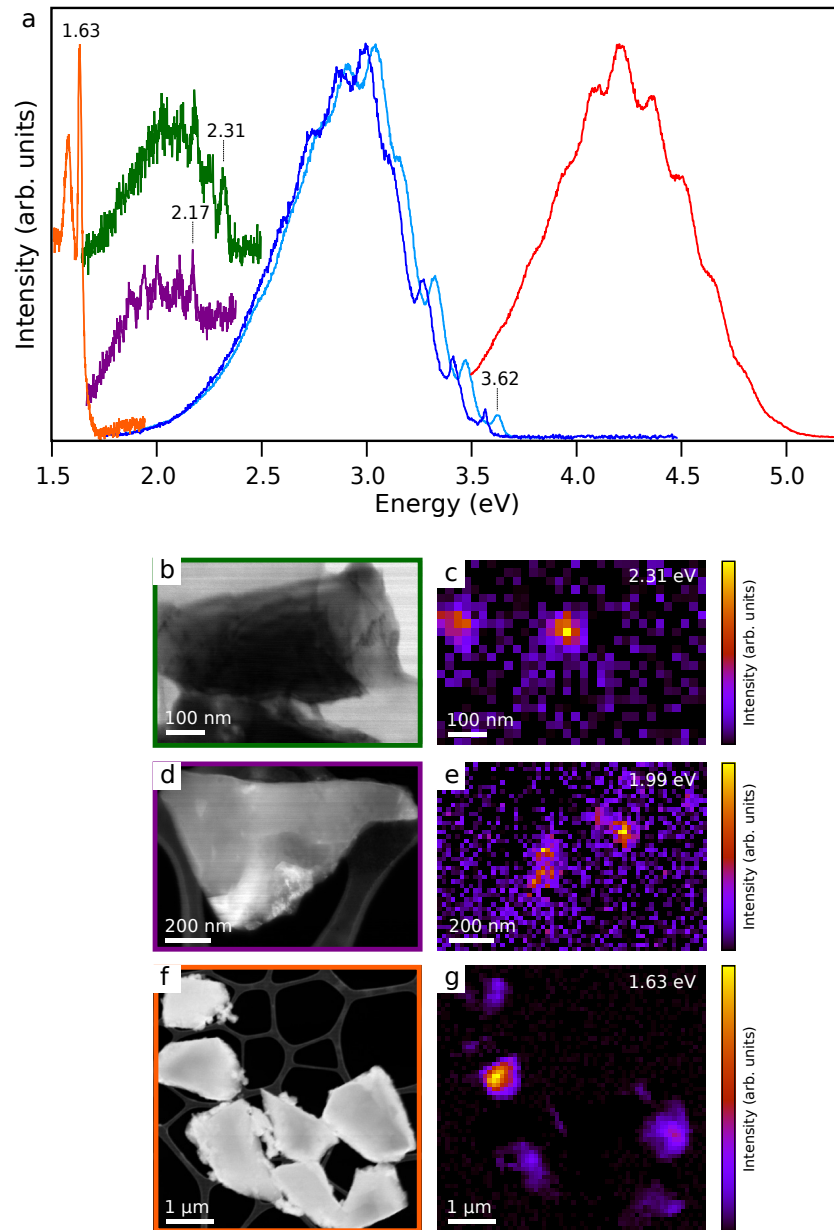 a
1.63
2.31
2.17
3.62
Intensity (arb. units)
1.5 2.0 2.5 3.0 3.5 4.0 4.5 5.0
Energy (eV)
b
100 nm
c
2.31 eV
100 nm
Intensity (arb. units)
d
200 nm
e
1.99 eV
200 nm
Intensity (arb. units)
f
1 µm
g
1.63 eV
1 µm
Intensity (arb. units)